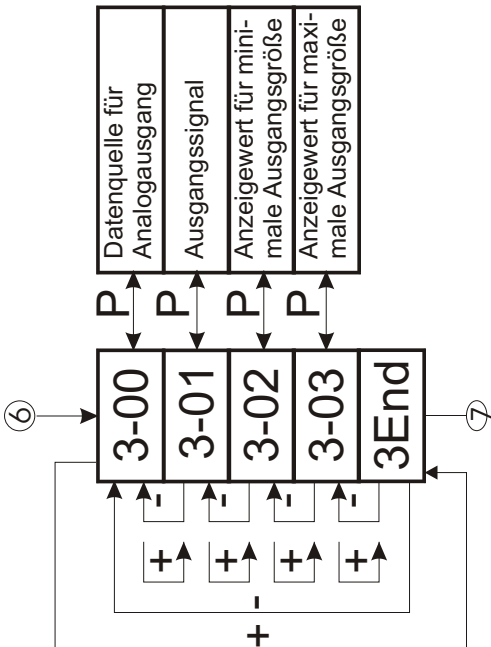 6
3-00
P
Datenquelle für
Analogausgang
3-01
P
Ausgangssignal
3-02
P
Anzeigewert für mini-
male Ausgangsgröße
3-03
P
Anzeigewert für maxi-
male Ausgangsgröße
3End
7
+
-
+
-
+
-
+
-
+
-